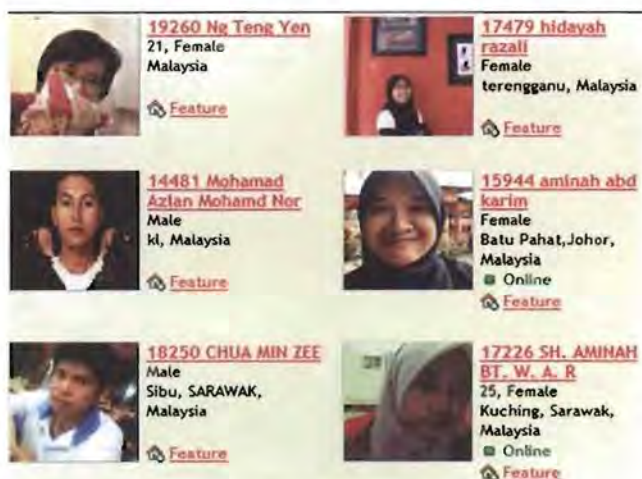 19260 Ng Teng Yen
21, Female
Malaysia
Feature
17479 hidayah
razali
Female
terengganu, Malaysia
Feature
14481 Mohamad
Azlan Mohamd Nor
Male
kl, Malaysia
Feature
15944 aminah abd
karim
Female
Batu Pahat,Johor,
Malaysia
Online
Feature
18250 CHUA MIN ZEE
Male
Sibu, SARAWAK,
Malaysia
Feature
17226 SH. AMINAH
BT. W. A. R
25, Female
Kuching, Sarawak,
Malaysia
Online
Feature